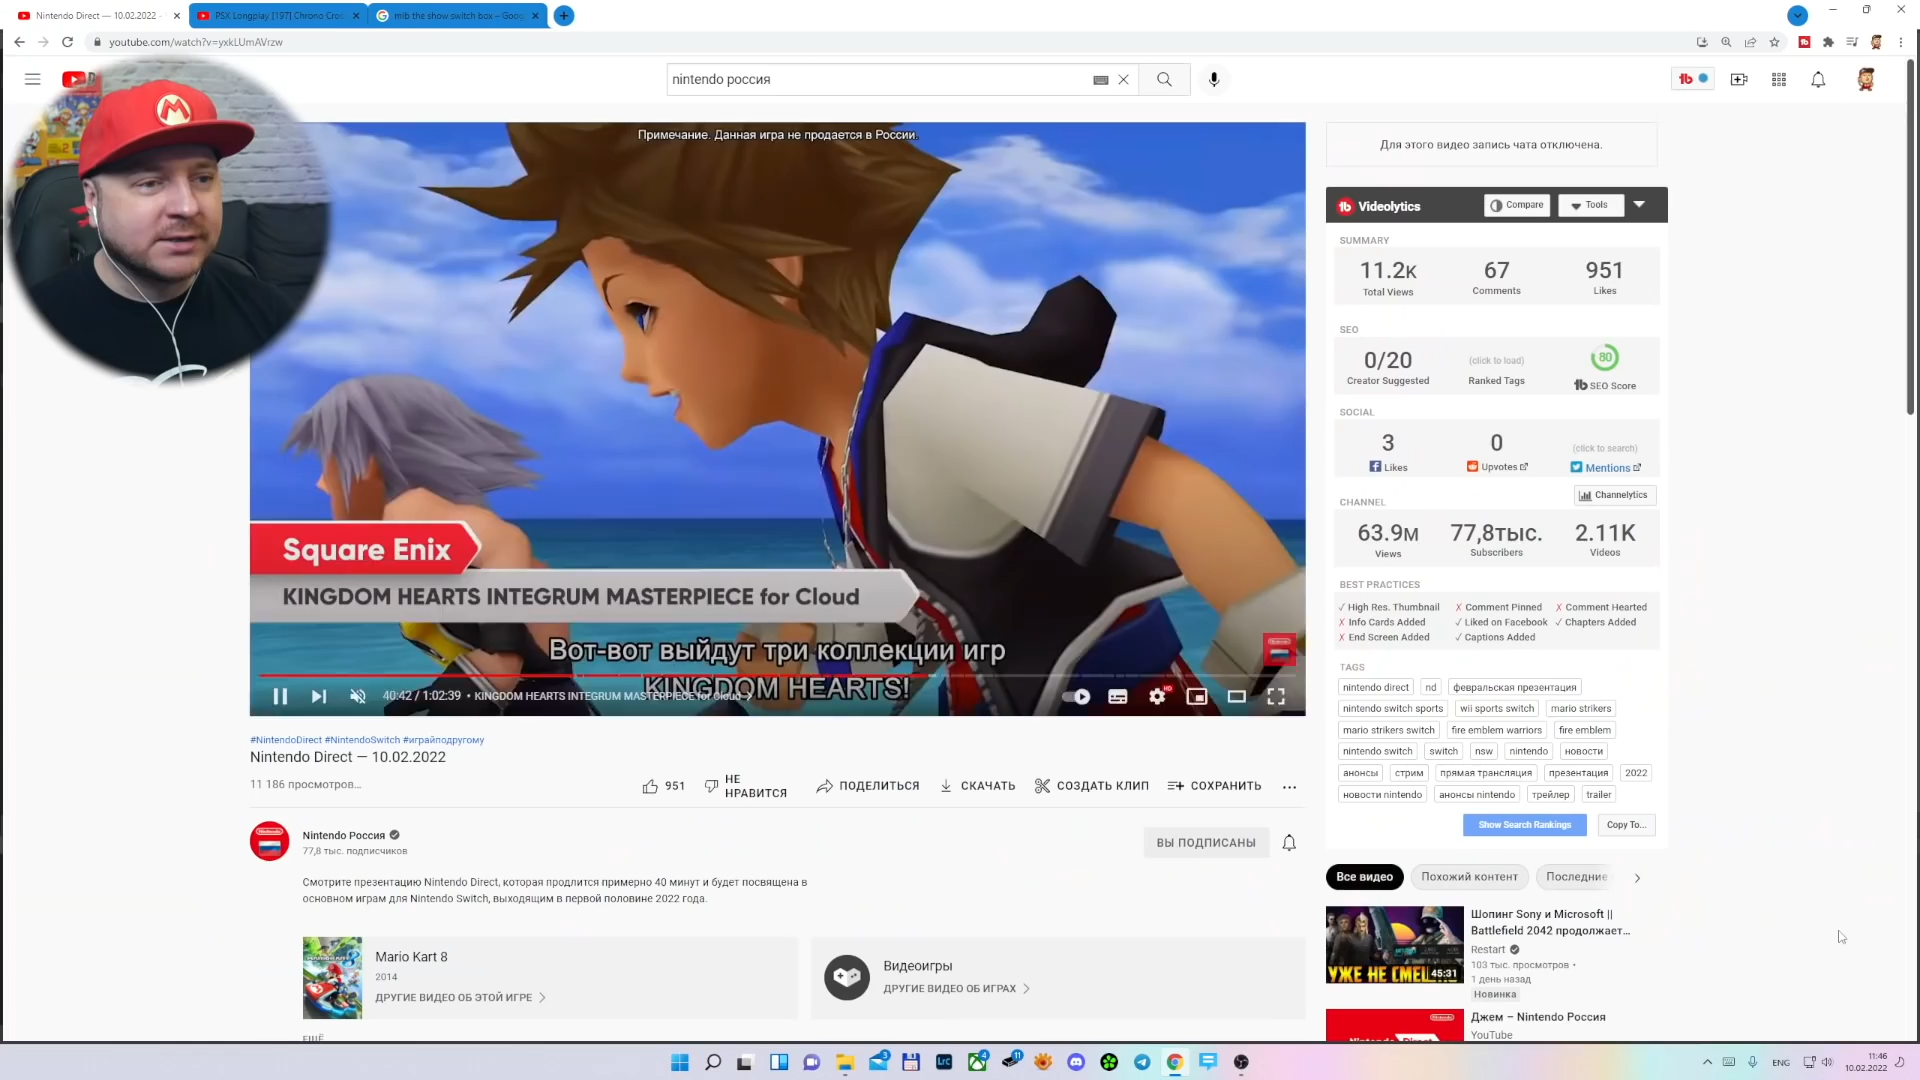 Nintendo Direct — 10.02.2022 -
PSX Longplay [197] Chrono Cros
mlb the show switch box – Goo
youtube.com/watch?v=yxkLUmAVrzw
nintendo россия
Примечание. Данная игра не продается в России.
Square Enix
KINGDOM HEARTS INTEGRUM MASTERPIECE for Cloud
Вот-вот выйдут три коллекции игр
KINGDOM HEARTS!
40:42 / 1:02:39 • KINGDOM HEARTS INTEGRUM MASTERPIECE for Cloud
HD
#NintendoDirect #NintendoSwitch #играйподругому
Nintendo Direct — 10.02.2022
11 186 просмотров...
951
НЕ НРАВИТСЯ
ПОДЕЛИТЬСЯ
СКАЧАТЬ
СОЗДАТЬ КЛИП
СОХРАНИТЬ
Nintendo Россия
77,8 тыс. подписчиков
ВЫ ПОДПИСАНЫ
Смотрите презентацию Nintendo Direct, которая продлится примерно 40 минут и будет посвящена в
основном играм для Nintendo Switch, выходящим в первой половине 2022 года.
Mario Kart 8
2014
ДРУГИЕ ВИДЕО ОБ ЭТОЙ ИГРЕ
Видеоигры
ДРУГИЕ ВИДЕО ОБ ИГРАХ
ЕЩЁ
Для этого видео запись чата отключена.
tb Videolytics
Compare
Tools
SUMMARY
11.2K 67 951
Total Views Comments Likes
SEO
0/20 (click to load) 80
Creator Suggested Ranked Tags tb SEO Score
SOCIAL
3 0 (click to search)
Likes Upvotes Mentions
CHANNEL Channelytics
63.9M 77,8тыс. 2.11K
Views Subscribers Videos
BEST PRACTICES
✓ High Res. Thumbnail ✗ Comment Pinned ✗ Comment Hearted
✗ Info Cards Added ✓ Liked on Facebook ✓ Chapters Added
✗ End Screen Added ✓ Captions Added
TAGS
nintendo direct nd февральская презентация
nintendo switch sports wii sports switch mario strikers
mario strikers switch fire emblem warriors fire emblem
nintendo switch switch nsw nintendo новости
анонсы стрим прямая трансляция презентация 2022
новости nintendo анонсы nintendo трейлер trailer
Show Search Rankings Copy To...
Все видео Похожий контент Последние
УЖЕ НЕ
45:31
Шопинг Sony и Microsoft ||
Battlefield 2042 продолжает...
Restart
103 тыс. просмотров •
1 день назад
Новинка
Джем – Nintendo Россия
YouTube
ENG
11:46
10.02.2022